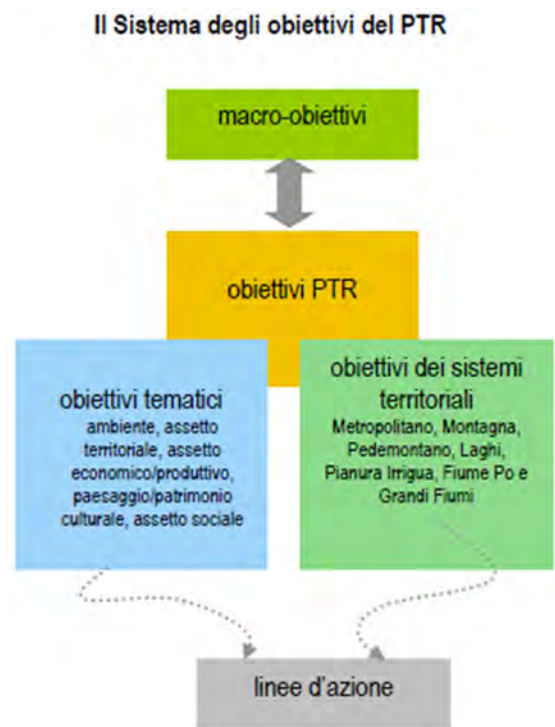 Il Sistema degli obiettivi del PTR
macro-obiettivi
obiettivi PTR
obiettivi tematici
ambiente, assetto
territoriale, assetto
economico/produttivo,
paesaggio/patrimonio
culturale, assetto sociale
obiettivi dei sistemi
territoriali
Metropolitano, Montagna,
Pedemontano, Laghi,
Pianura Irrigua, Fiume Po e
Grandi Fiumi
linee d'azione